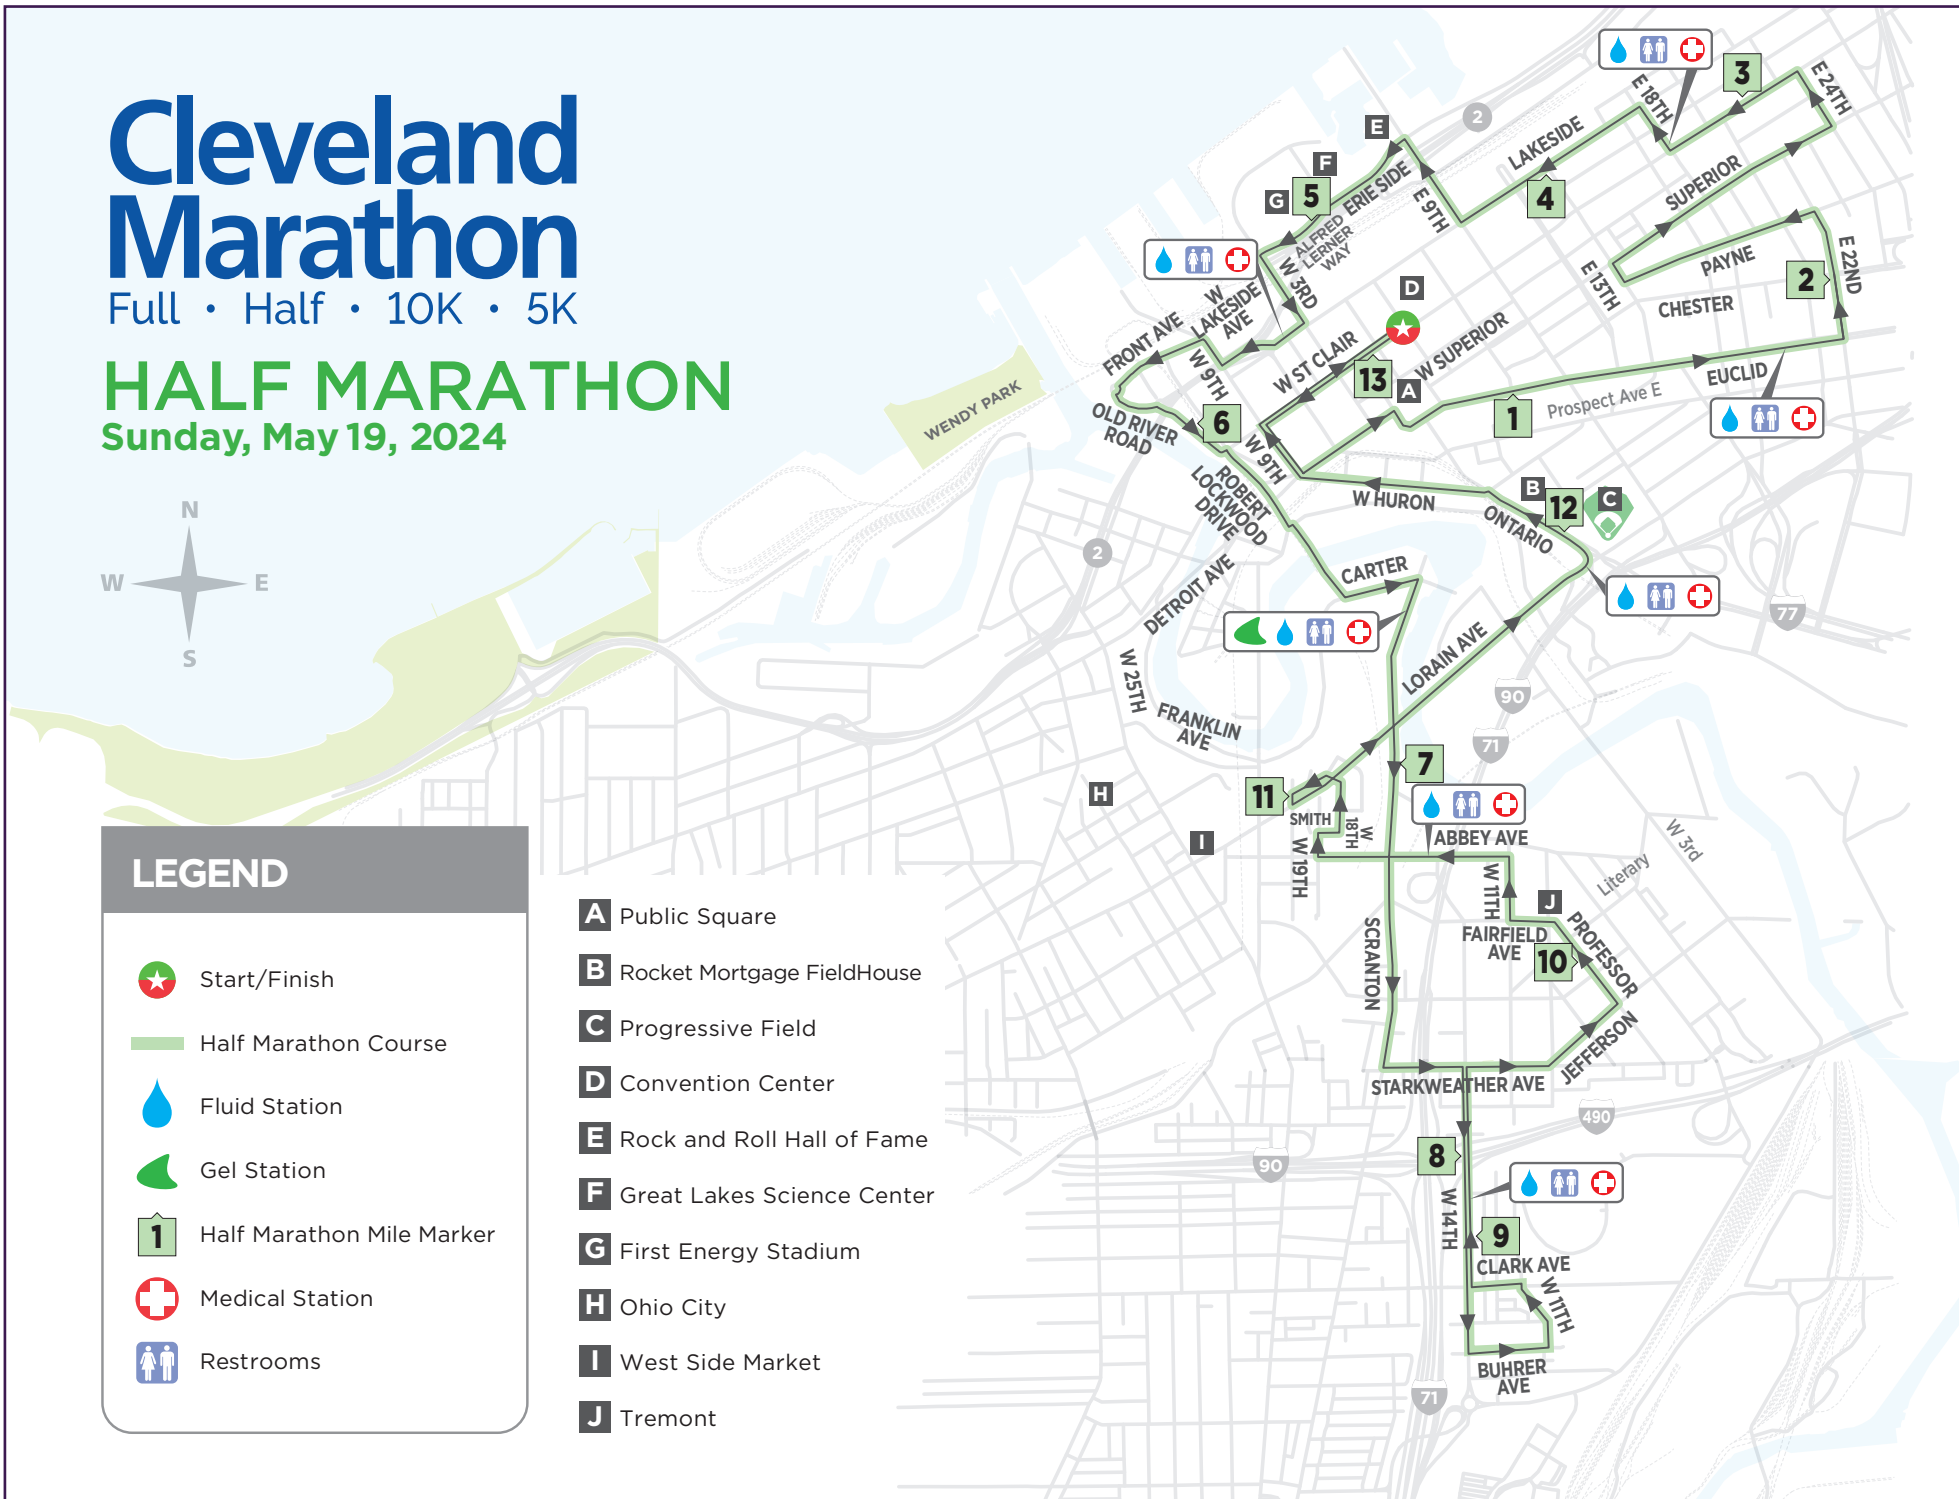 Cleveland
Marathon
Full • Half • 10K • 5K
HALF MARATHON
Sunday, May 19, 2024
N
W
E
S
LEGEND
Start/Finish
Half Marathon Course
Fluid Station
Gel Station
1 Half Marathon Mile Marker
Medical Station
Restrooms
A Public Square
B Rocket Mortgage FieldHouse
C Progressive Field
D Convention Center
E Rock and Roll Hall of Fame
F Great Lakes Science Center
G First Energy Stadium
H Ohio City
I West Side Market
J Tremont
3
E 24TH
E 18TH
2
E
LAKESIDE
F
ERIESIDE
4
G
5
E 9TH
SUPERIOR
ALFRED
LERNER
WAY
E 22ND
PAYNE
2
E 13TH
CHESTER
W 3RD
D
W
LAKESIDE
AVE
FRONT AVE
W SUPERIOR
W ST CLAIR
13
A
W 9TH
EUCLID
Prospect Ave E
1
WENDY PARK
OLD RIVER
ROAD
6
W 9TH
ROBERT
LOCKWOOD
DRIVE
W HURON
B
12
C
ONTARIO
2
CARTER
DETROIT AVE
77
LORAIN AVE
W 25TH
90
FRANKLIN
AVE
71
7
H
11
SMITH
W
18TH
ABBEY AVE
I
W 19TH
W 3rd
Literary
W 11TH
J
PROFESSOR
FAIRFIELD
AVE
10
SCRANTON
JEFFERSON
STARKWEATHER AVE
490
90
8
W 14TH
9
CLARK AVE
W 11TH
BUHRER
AVE
71